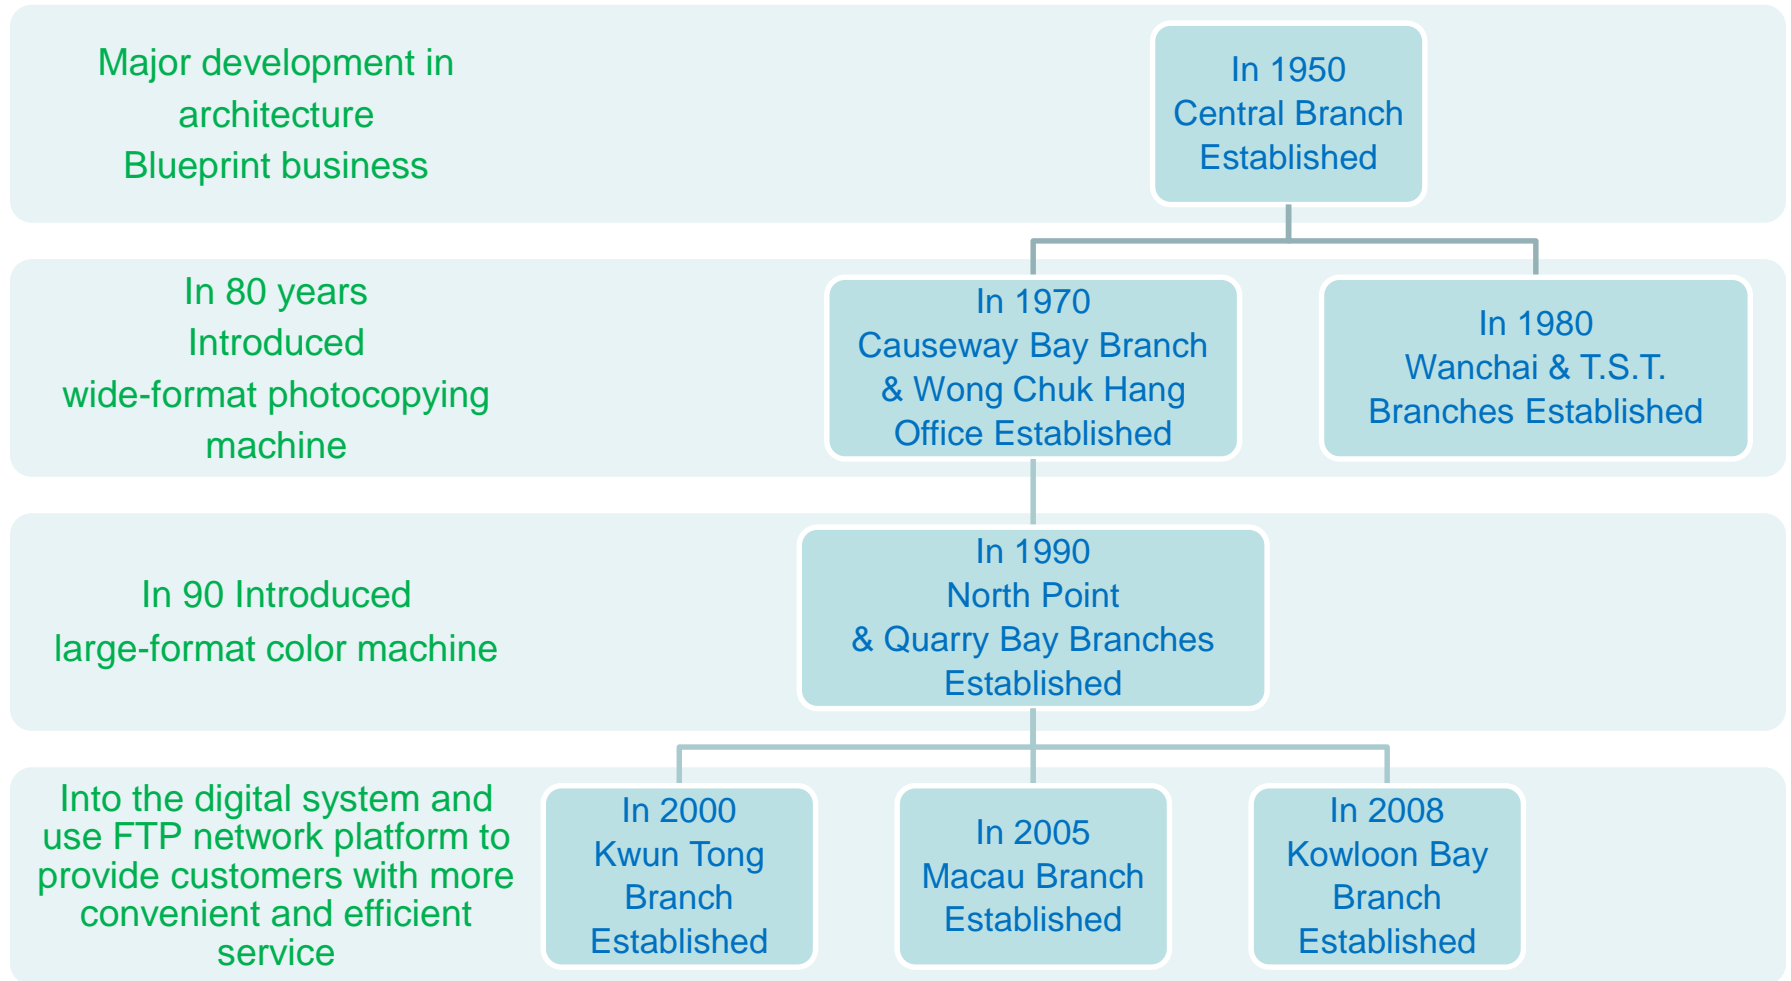 Major development in
architecture
Blueprint business
In 1950
Central Branch
Established
In 80 years
Introduced
wide-format photocopying
machine
In 1970
Causeway Bay Branch
& Wong Chuk Hang
Office Established
In 1980
Wanchai & T.S.T.
Branches Established
In 90 Introduced
large-format color machine
In 1990
North Point
& Quarry Bay Branches
Established
Into the digital system and
use FTP network platform to
provide customers with more
convenient and efficient
service
In 2000
Kwun Tong
Branch
Established
In 2005
Macau Branch
Established
In 2008
Kowloon Bay
Branch
Established